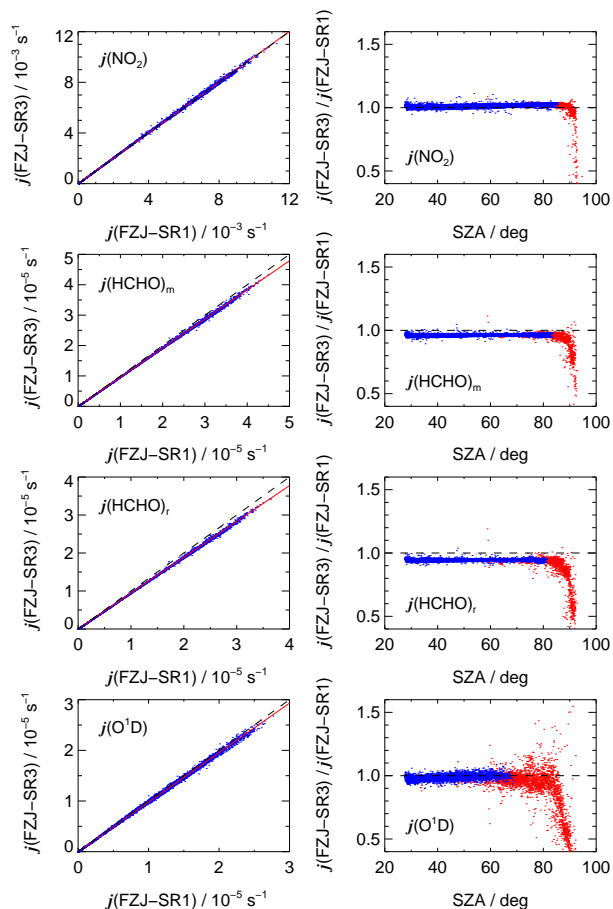 12
8
4
0
0 4 8 12
j(NO₂)
j(FZJ−SR3) / 10⁻³ s⁻¹
j(FZJ−SR1) / 10⁻³ s⁻¹
1.5
1.0
0.5
20 40 60 80 100
j(NO₂)
j(FZJ−SR3) / j(FZJ−SR1)
SZA / deg
5
4
3
2
1
0
0 1 2 3 4 5
j(HCHO)ₘ
j(FZJ−SR3) / 10⁻⁵ s⁻¹
j(FZJ−SR1) / 10⁻⁵ s⁻¹
1.5
1.0
0.5
20 40 60 80 100
j(HCHO)ₘ
j(FZJ−SR3) / j(FZJ−SR1)
SZA / deg
4
3
2
1
0
0 1 2 3 4
j(HCHO)ᵣ
j(FZJ−SR3) / 10⁻⁵ s⁻¹
j(FZJ−SR1) / 10⁻⁵ s⁻¹
1.5
1.0
0.5
20 40 60 80 100
j(HCHO)ᵣ
j(FZJ−SR3) / j(FZJ−SR1)
SZA / deg
3
2
1
0
0 1 2 3
j(O¹D)
j(FZJ−SR3) / 10⁻⁵ s⁻¹
j(FZJ−SR1) / 10⁻⁵ s⁻¹
1.5
1.0
0.5
20 40 60 80 100
j(O¹D)
j(FZJ−SR3) / j(FZJ−SR1)
SZA / deg